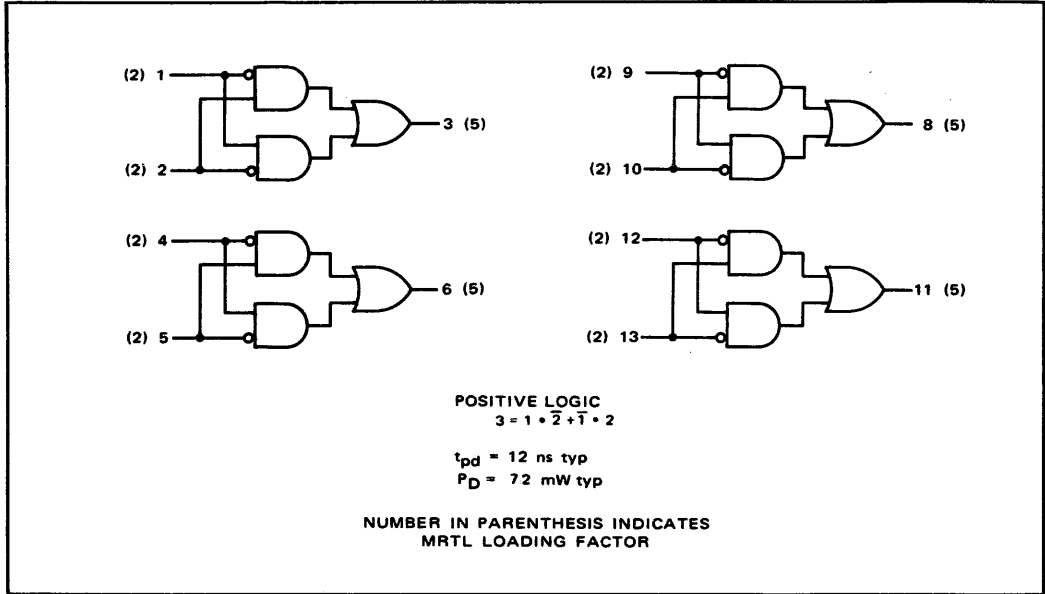 (2) 1
3 (5)
(2) 2
(2) 9
8 (5)
(2) 10
(2) 4
6 (5)
(2) 5
(2) 12
11 (5)
(2) 13
POSITIVE LOGIC
3 = 1 • 2̅ + 1̅ • 2
tpd = 12 ns typ
PD = 72 mW typ
NUMBER IN PARENTHESIS INDICATES
MRTL LOADING FACTOR